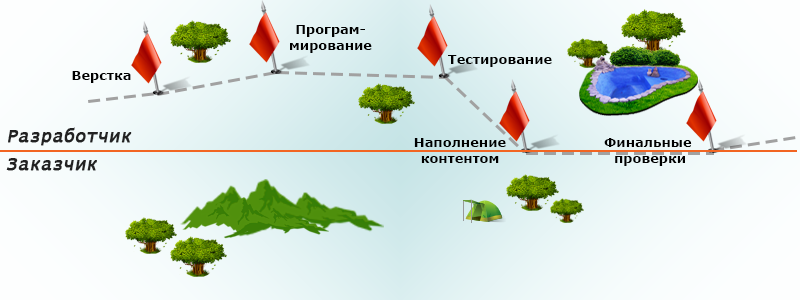 Програм-
мирование
Тестирование
Верстка
Разработчик
Наполнение
контентом
Финальные
проверки
Заказчик